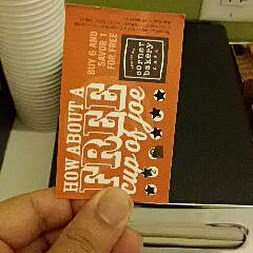 HOW ABOUT A
FREE
cup of joe
BUY 6 AND
SAVOR 1
FOR FREE
corner
bakery
CAFE